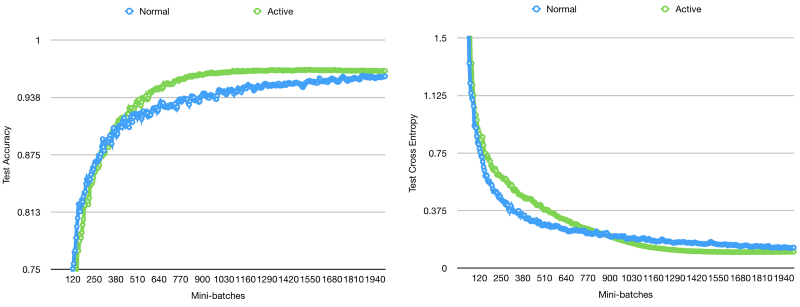 Normal Active
1
0.938
0.875
0.813
0.75
Test Accuracy
120 250 380 510 640 770 900 1030 1160 1290 1420 1550 1680 1810 1940
Mini-batches
Normal Active
1.5
1.125
0.75
0.375
0
Test Cross Entropy
120 250 380 510 640 770 900 1030 1160 1290 1420 1550 1680 1810 1940
Mini-batches